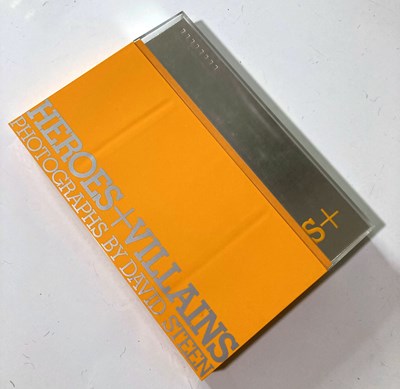 HEROES+VILLAINS
PHOTOGRAPHS BY DAVID STEEN
S+